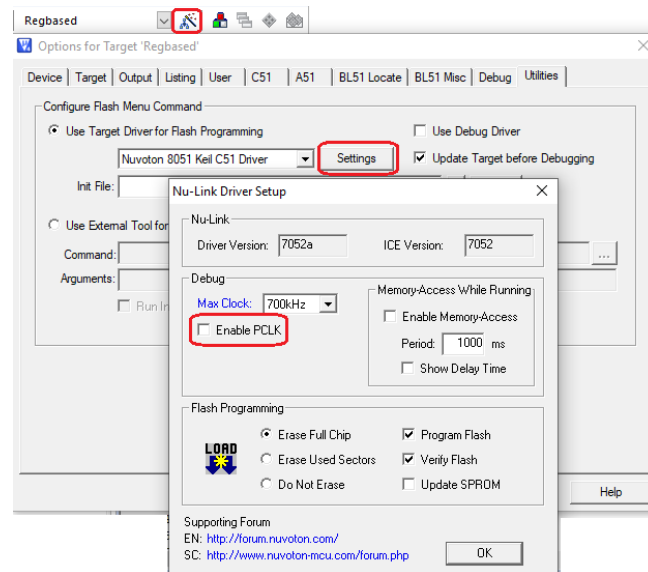 Regbased
Options for Target 'Regbased'
Device Target Output Listing User C51 A51 BL51 Locate BL51 Misc Debug Utilities
Configure Flash Menu Command
Use Target Driver for Flash Programming
Use Debug Driver
Nuvoton 8051 Keil C51 Driver
Settings
Update Target before Debugging
Init File:
Use External Tool for
Command:
...
Arguments:
Run In
Nu-Link Driver Setup
Nu-Link
Driver Version: 7052a
ICE Version: 7052
Debug
Max Clock: 700kHz
Enable PCLK
Memory-Access While Running
Enable Memory-Access
Period: 1000 ms
Show Delay Time
Flash Programming
LOAD
Erase Full Chip
Erase Used Sectors
Do Not Erase
Program Flash
Verify Flash
Update SPROM
Supporting Forum
EN: http://forum.nuvoton.com/
SC: http://www.nuvoton-mcu.com/forum.php
OK
Help